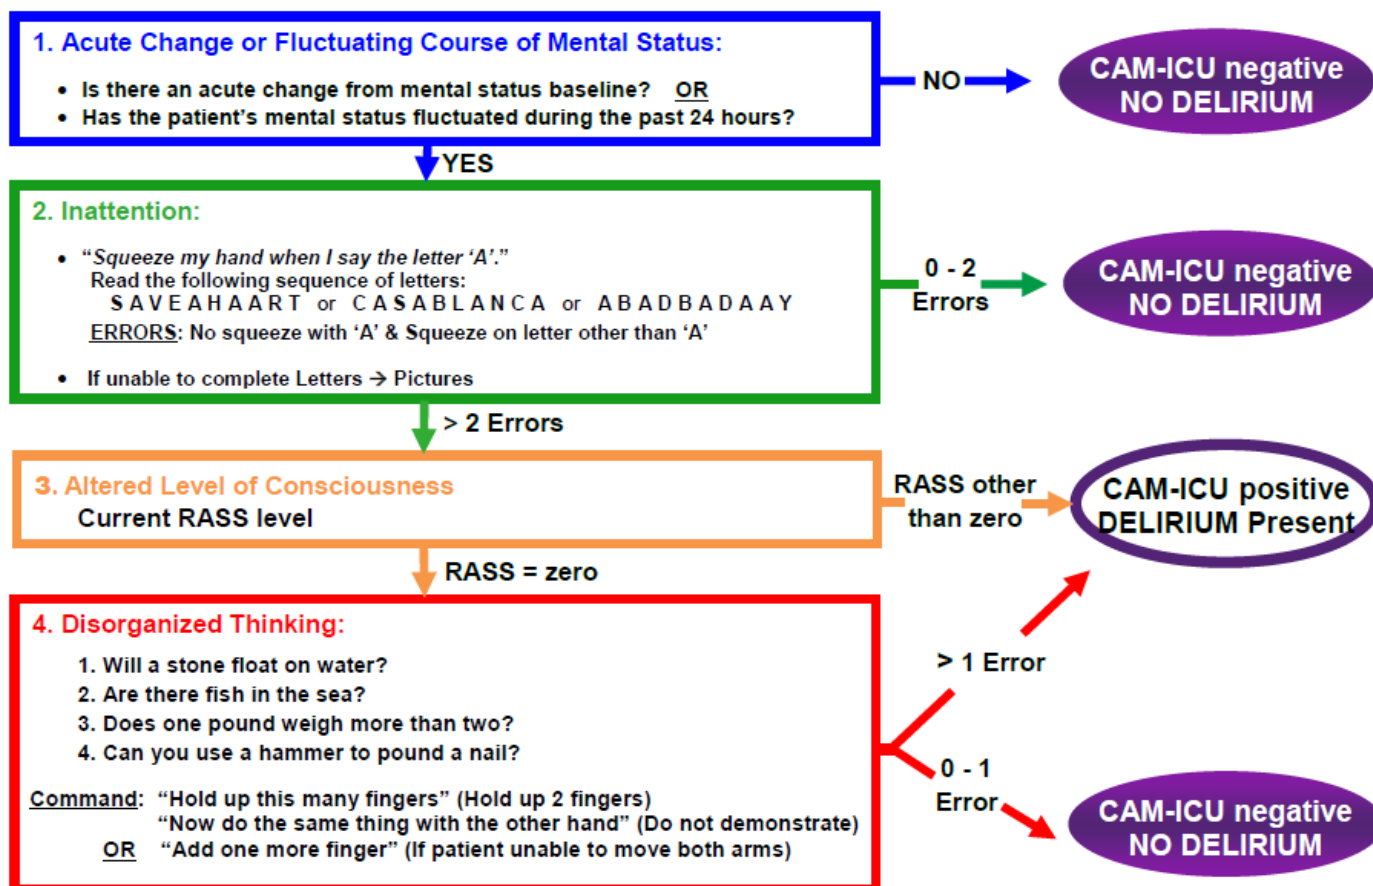 1. Acute Change or Fluctuating Course of Mental Status:
• Is there an acute change from mental status baseline? OR
• Has the patient's mental status fluctuated during the past 24 hours?
NO
CAM-ICU negative
NO DELIRIUM
YES
2. Inattention:
• "Squeeze my hand when I say the letter 'A'."
Read the following sequence of letters:
S A V E A H A A R T or C A S A B L A N C A or A B A D B A D A A Y
ERRORS: No squeeze with 'A' & Squeeze on letter other than 'A'
• If unable to complete Letters → Pictures
0 - 2
Errors
CAM-ICU negative
NO DELIRIUM
> 2 Errors
3. Altered Level of Consciousness
Current RASS level
RASS other
than zero
CAM-ICU positive
DELIRIUM Present
RASS = zero
4. Disorganized Thinking:
1. Will a stone float on water?
2. Are there fish in the sea?
3. Does one pound weigh more than two?
4. Can you use a hammer to pound a nail?
Command: "Hold up this many fingers" (Hold up 2 fingers)
"Now do the same thing with the other hand" (Do not demonstrate)
OR "Add one more finger" (If patient unable to move both arms)
> 1 Error
0 - 1
Error
CAM-ICU negative
NO DELIRIUM